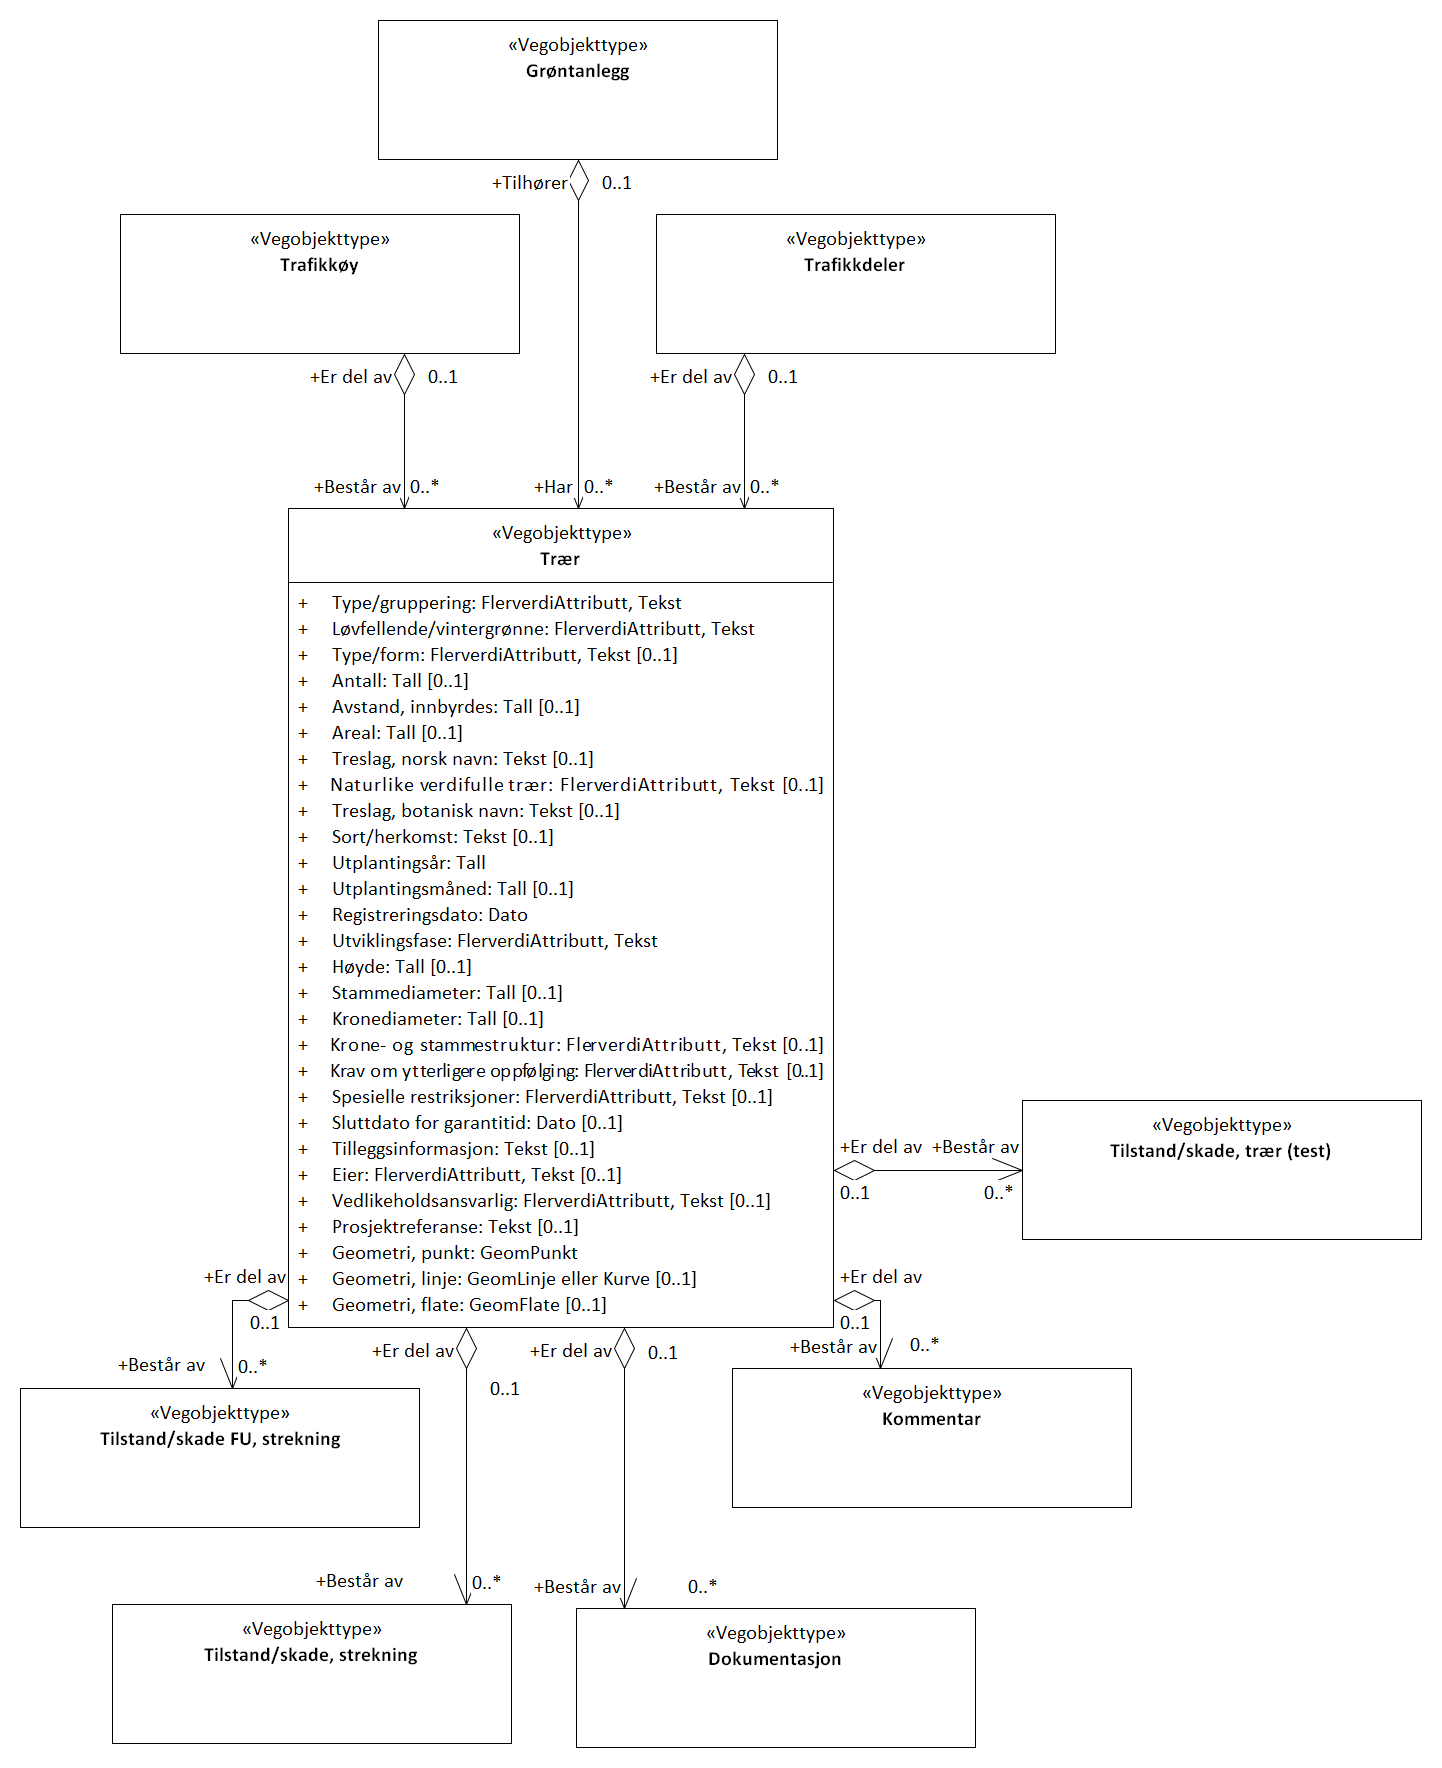 «Vegobjekttype»
Grøntanlegg
+Tilhører 0..1
«Vegobjekttype»
Trafikkøy
«Vegobjekttype»
Trafikkdeler
+Er del av 0..1
+Er del av 0..1
+Består av 0..*
+Har 0..*
+Består av 0..*
«Vegobjekttype»
Trær
+ Type/gruppering: FlerverdiAttributt, Tekst
+ Løvfellende/vintergrønne: FlerverdiAttributt, Tekst
+ Type/form: FlerverdiAttributt, Tekst [0..1]
+ Antall: Tall [0..1]
+ Avstand, innbyrdes: Tall [0..1]
+ Areal: Tall [0..1]
+ Treslag, norsk navn: Tekst [0..1]
+ Naturlike verdifulle trær: FlerverdiAttributt, Tekst [0..1]
+ Treslag, botanisk navn: Tekst [0..1]
+ Sort/herkomst: Tekst [0..1]
+ Utplantingsår: Tall
+ Utplantingsmåned: Tall [0..1]
+ Registreringsdato: Dato
+ Utviklingsfase: FlerverdiAttributt, Tekst
+ Høyde: Tall [0..1]
+ Stammediameter: Tall [0..1]
+ Kronediameter: Tall [0..1]
+ Krone- og stammestruktur: FlerverdiAttributt, Tekst [0..1]
+ Krav om ytterligere oppfølging: FlerverdiAttributt, Tekst [0..1]
+ Spesielle restriksjoner: FlerverdiAttributt, Tekst [0..1]
+ Sluttdato for garantitid: Dato [0..1]
+ Tilleggsinformasjon: Tekst [0..1]
+ Eier: FlerverdiAttributt, Tekst [0..1]
+ Vedlikeholdsansvarlig: FlerverdiAttributt, Tekst [0..1]
+ Prosjektreferanse: Tekst [0..1]
+ Geometri, punkt: GeomPunkt
+ Geometri, linje: GeomLinje eller Kurve [0..1]
+ Geometri, flate: GeomFlate [0..1]
+Er del av +Består av
0..1 0..*
«Vegobjekttype»
Tilstand/skade, trær (test)
+Er del av
0..1
+Består av 0..*
«Vegobjekttype»
Tilstand/skade FU, strekning
+Er del av
0..1
+Består av 0..*
«Vegobjekttype»
Kommentar
+Er del av
0..1
+Består av 0..*
«Vegobjekttype»
Tilstand/skade, strekning
+Er del av 0..1
+Består av 0..*
«Vegobjekttype»
Dokumentasjon